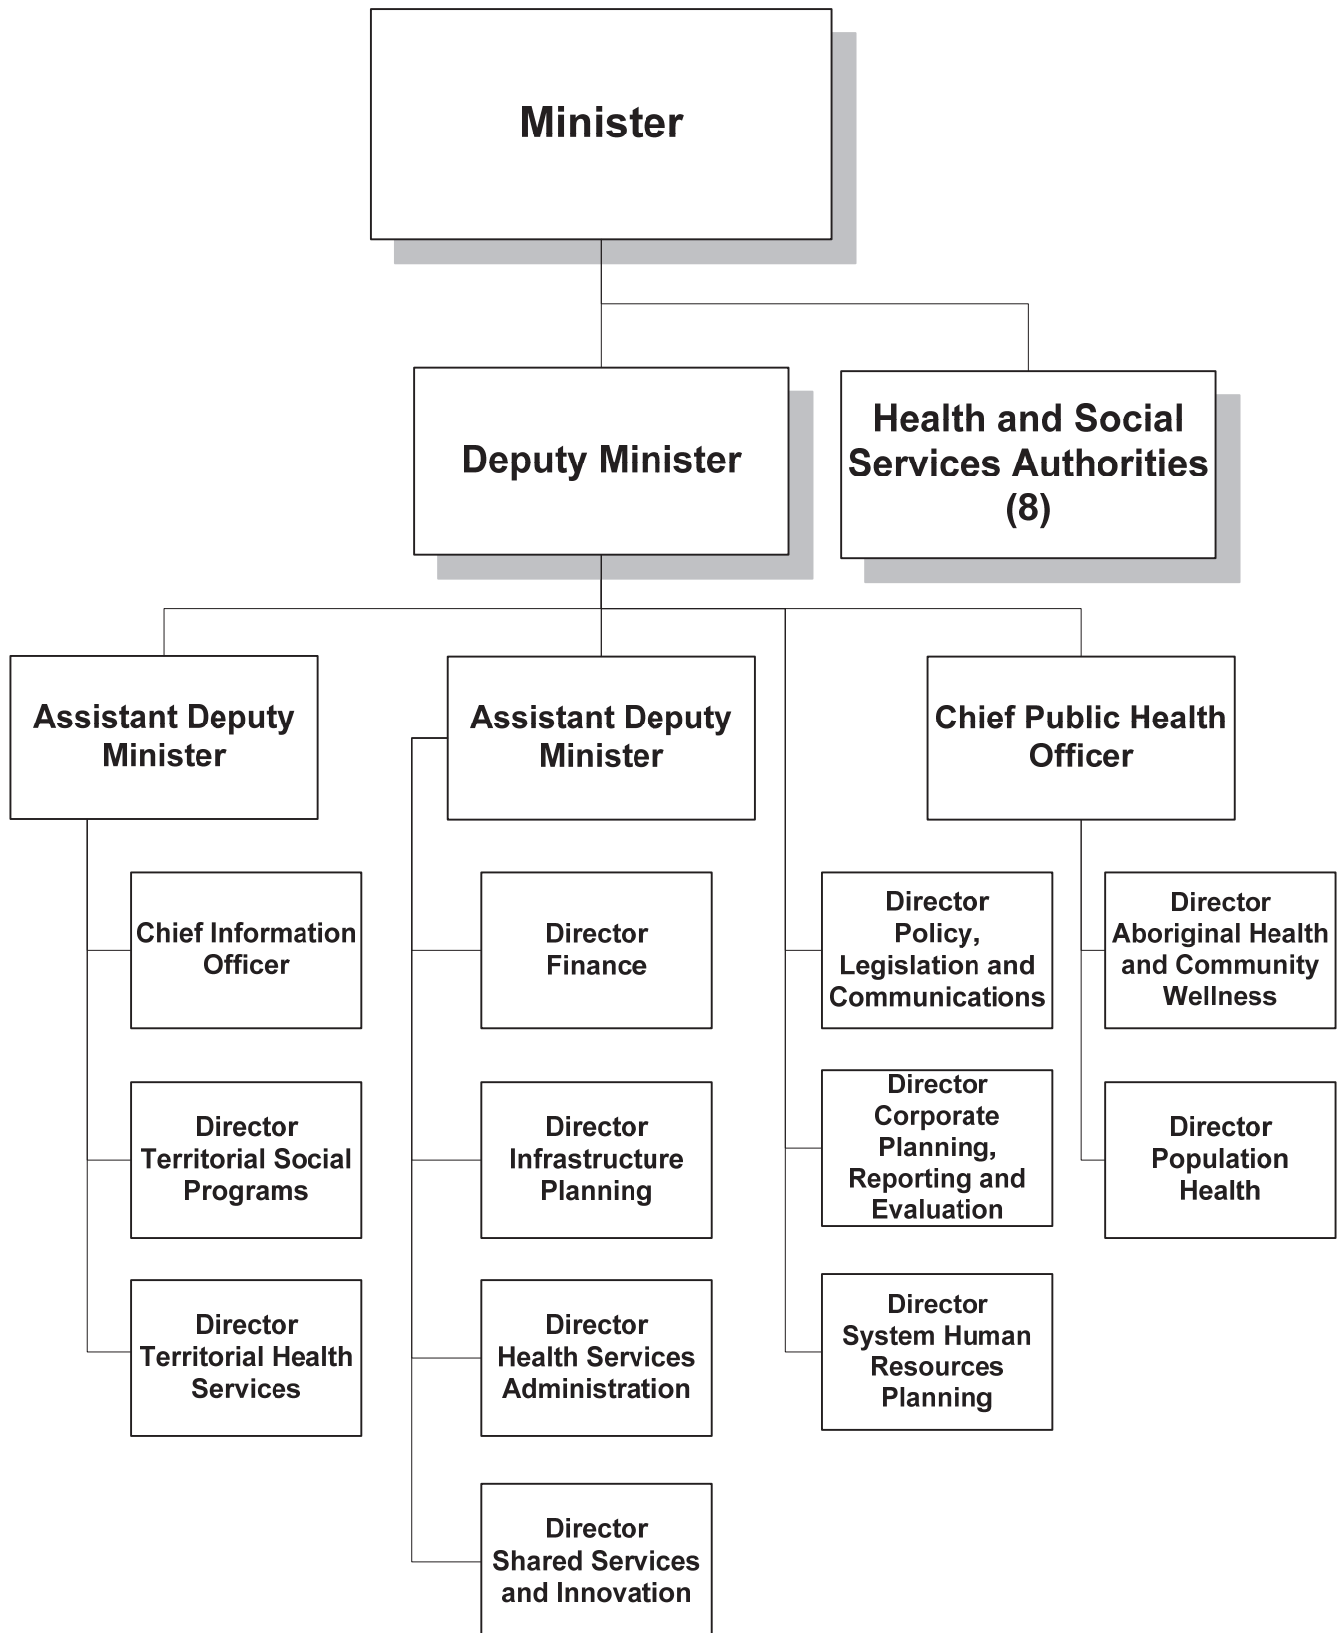 Minister
Deputy Minister
Health and Social
Services Authorities
(8)
Assistant Deputy
Minister
Assistant Deputy
Minister
Chief Public Health
Officer
Chief Information
Officer
Director
Finance
Director
Policy,
Legislation and
Communications
Director
Aboriginal Health
and Community
Wellness
Director
Territorial Social
Programs
Director
Infrastructure
Planning
Director
Corporate
Planning,
Reporting and
Evaluation
Director
Population
Health
Director
Territorial Health
Services
Director
Health Services
Administration
Director
System Human
Resources
Planning
Director
Shared Services
and Innovation